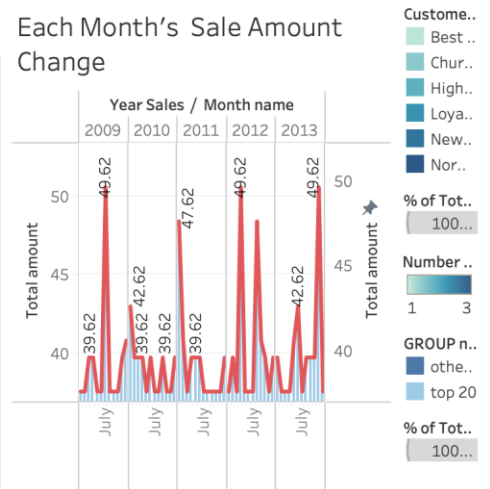 Each Month's  Sale Amount
Change
Year Sales / Month name
2009 2010 2011 2012 2013
50
45
40
Total amount
39.62
49.62
42.62
39.62
39.62
47.62
39.62
49.62
42.62
49.62
50
45
40
Total amount
July July July July July
Custome..
Best ..
Chur..
High..
Loya..
New..
Nor..
% of Tot..
100...
Number ..
1 3
GROUP n..
othe..
top 20
% of Tot..
100...